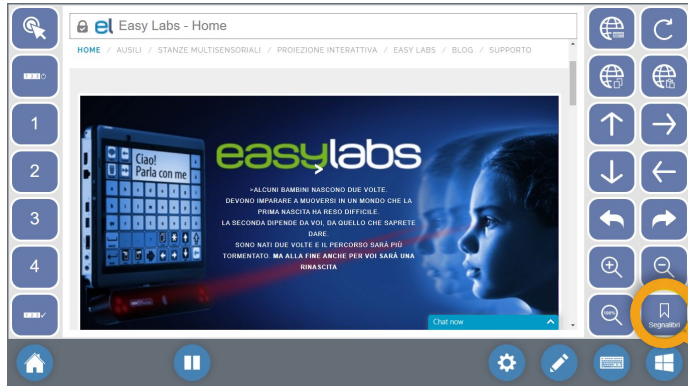 el Easy Labs - Home
HOME / AUSILI / STANZE MULTISENSORIALI / PROIEZIONE INTERATTIVA / EASY LABS / BLOG / SUPPORTO
1
2
3
4
Ciao!
Parla con me
easylabs
>ALCUNI BAMBINI NASCONO DUE VOLTE.
DEVONO IMPARARE A MUOVERSI IN UN MONDO CHE LA
PRIMA NASCITA HA RESO DIFFICILE.
LA SECONDA DIPENDE DA VOI, DA QUELLO CHE SAPRETE
DARE.
SONO NATI DUE VOLTE E IL PERCORSO SARÀ PIÙ
TORMENTATO. MA ALLA FINE ANCHE PER VOI SARÀ UNA
RINASCITA
Chat now
100%
Segnalibri